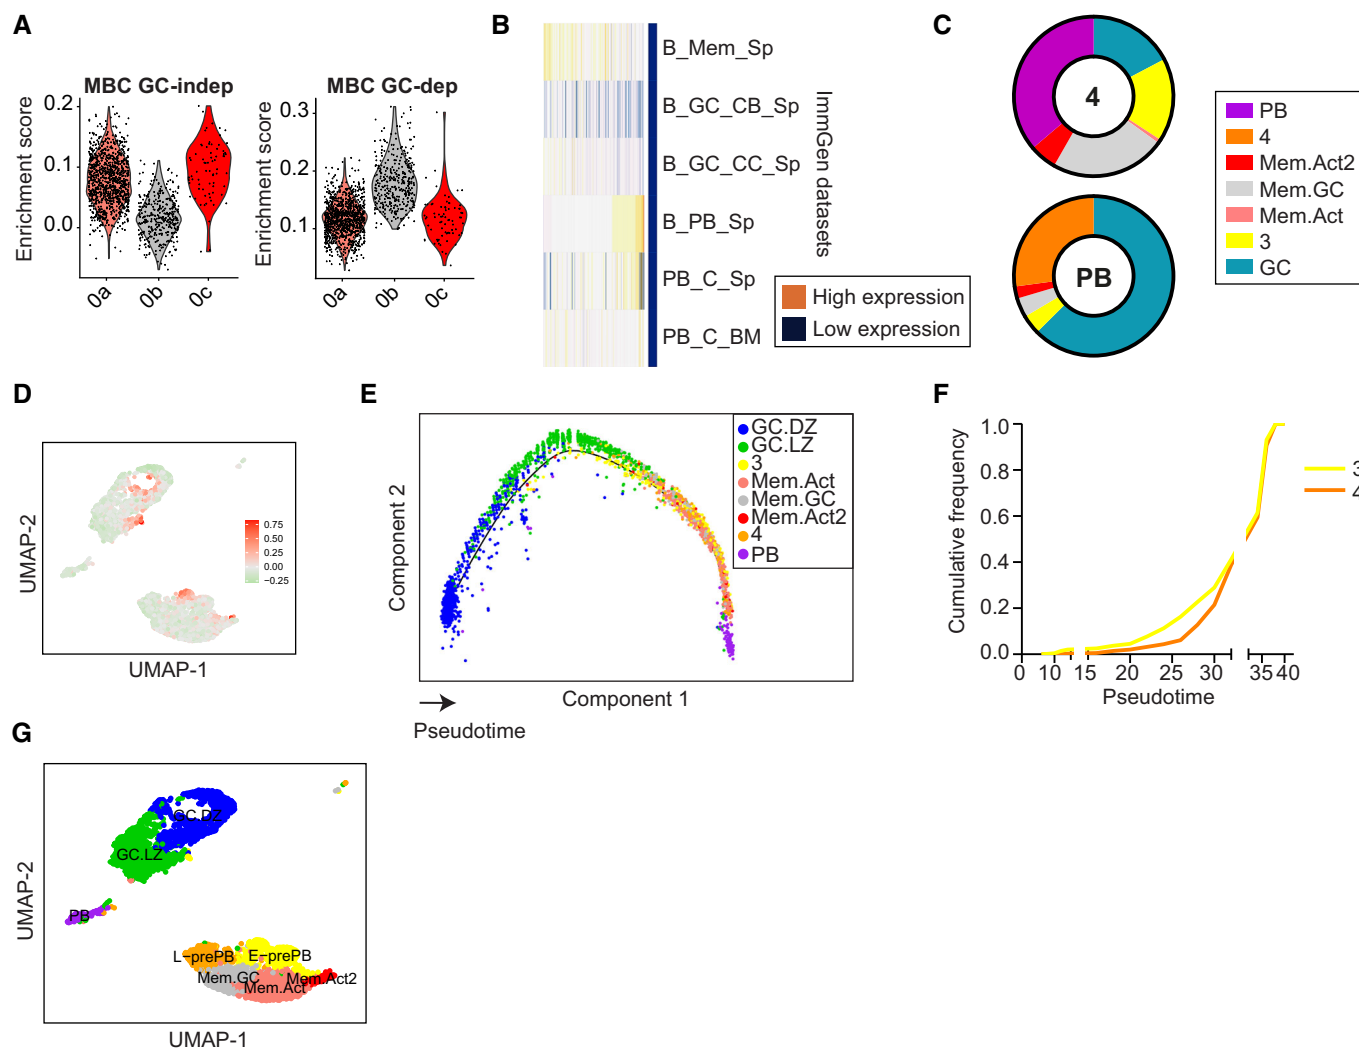 A
MBC GC-indep
MBC GC-dep
Enrichment score
0.2
0.1
0.0
0a
0b
0c
Enrichment score
0.3
0.2
0.1
0a
0b
0c
B
B_Mem_Sp
B_GC_CB_Sp
B_GC_CC_Sp
B_PB_Sp
PB_C_Sp
PB_C_BM
ImmGen datasets
High expression
Low expression
C
4
PB
PB
4
Mem.Act2
Mem.GC
Mem.Act
3
GC
D
UMAP-2
UMAP-1
0.75
0.50
0.25
0.00
−0.25
E
Component 2
Component 1
Pseudotime
GC.DZ
GC.LZ
3
Mem.Act
Mem.GC
Mem.Act2
4
PB
F
Cumulative frequency
1.0
0.8
0.6
0.4
0.2
0.0
0 10 15 20 25 30 35 40
Pseudotime
3
4
G
UMAP-2
UMAP-1
GC.DZ
GC.LZ
PB
L−prePB
E−prePB
Mem.GC
Mem.Act2
Mem.Act